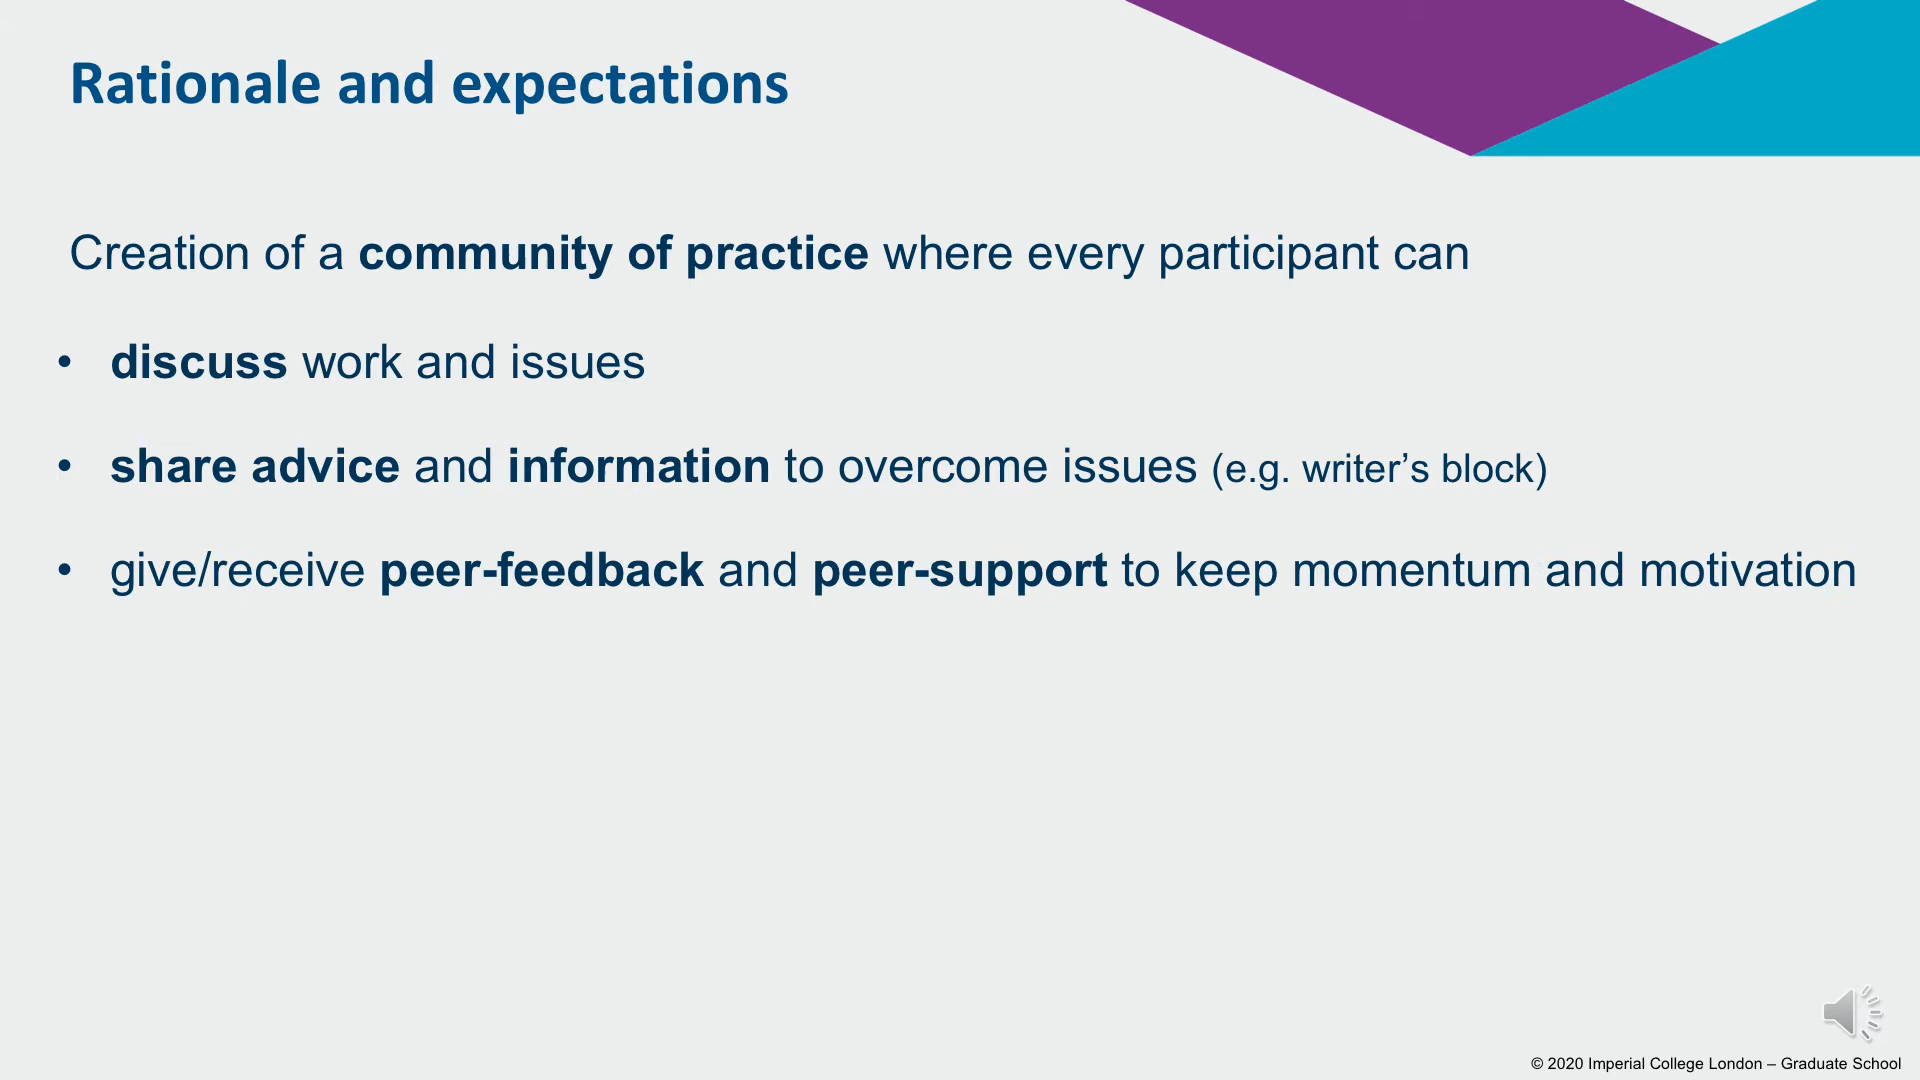 Rationale and expectations
Creation of a community of practice where every participant can
• discuss work and issues
• share advice and information to overcome issues (e.g. writer’s block)
• give/receive peer-feedback and peer-support to keep momentum and motivation
© 2020 Imperial College London – Graduate School